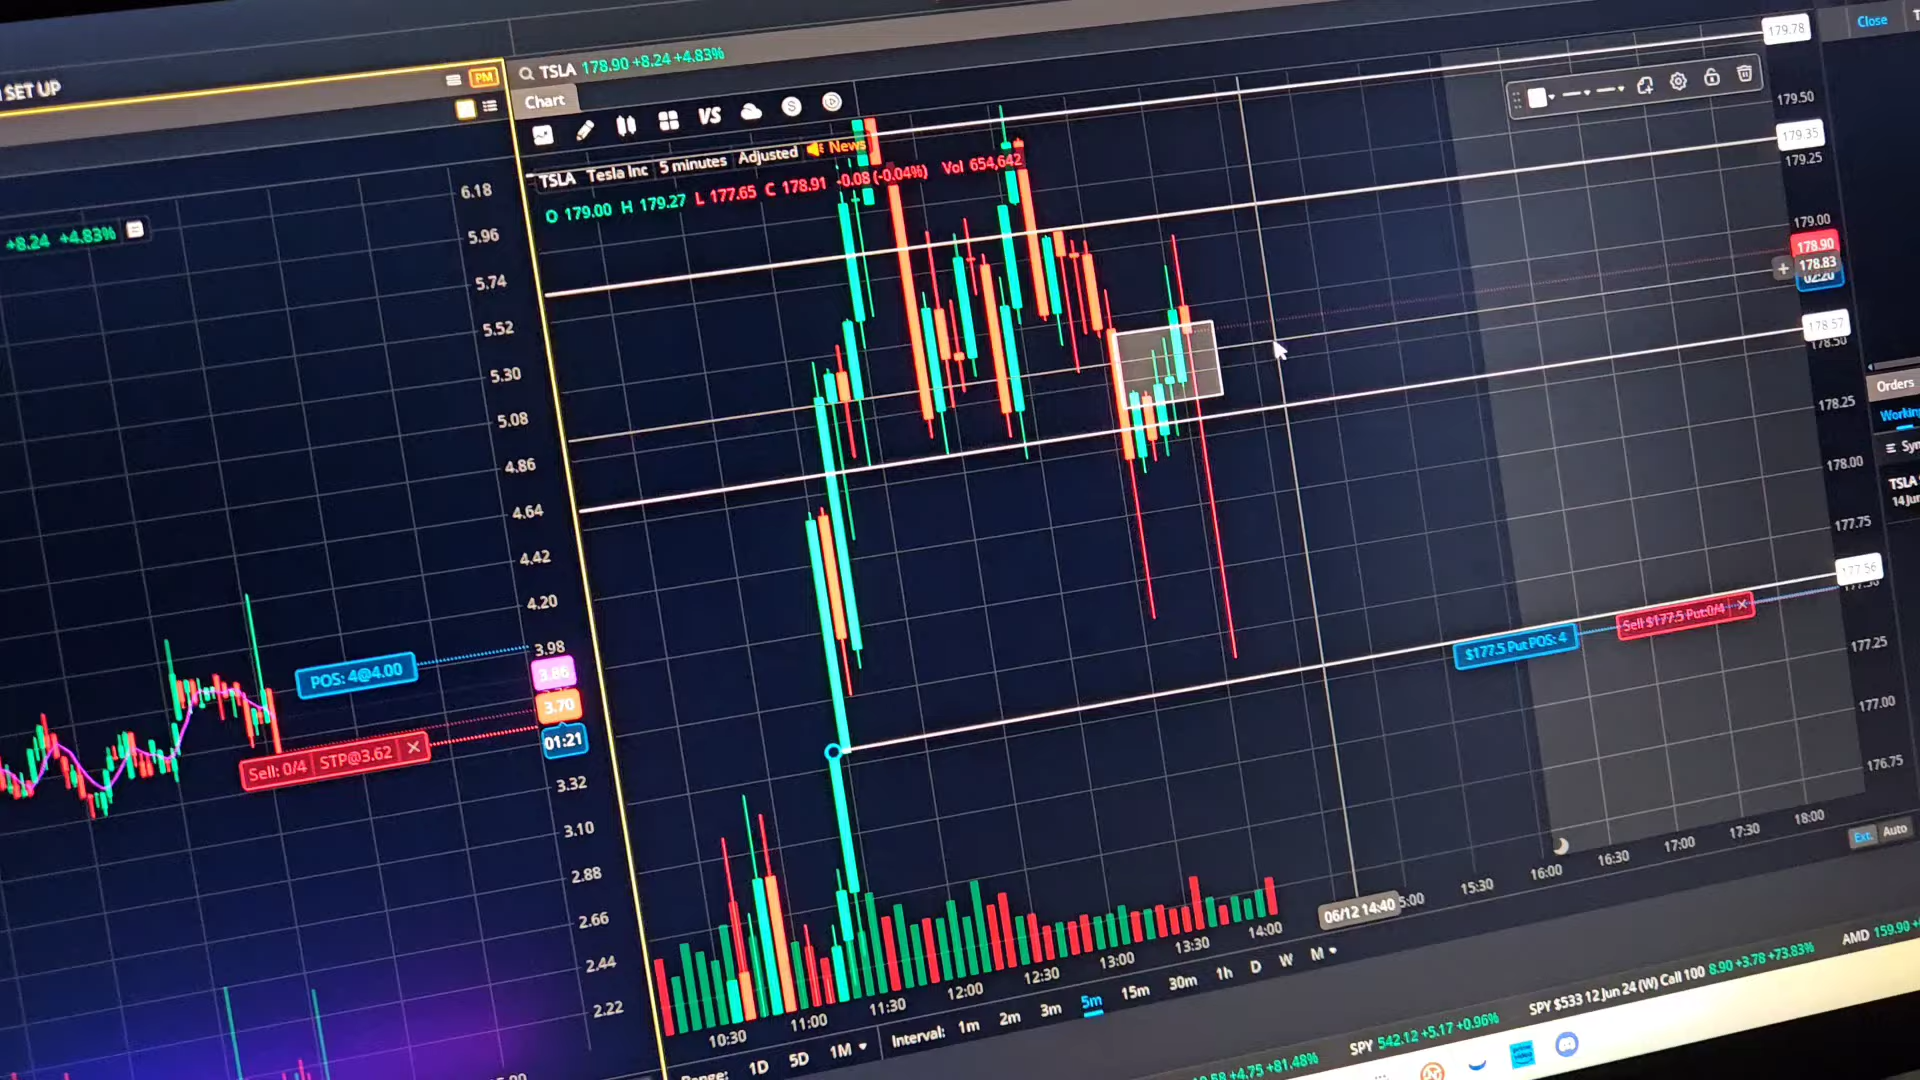 SET UP
PM
+8.24 +4.83%
6.18
5.96
5.74
5.52
5.30
5.08
4.86
4.64
4.42
4.20
3.98
3.86
3.70
01:21
3.32
3.10
2.88
2.66
2.44
2.22
POS: 4@4.00
Sell: 0/4 STP@3.62
TSLA 178.90 +8.24 +4.83%
Chart
VS
TSLA Tesla Inc 5 minutes Adjusted News
O 179.00 H 179.27 L 177.65 C 178.91 -0.08 (-0.04%) Vol 654,642
179.78
179.50
179.35
179.25
179.00
178.90
178.83
02:20
178.57
178.50
178.25
178.00
177.75
177.56
177.25
177.00
176.75
$177.5 Put POS: 4
Sell $177.5 Put:0/4
10:30 11:00 11:30 12:00 12:30 13:00 13:30 14:00 06/12 14:40 15:30 16:00 16:30 17:00 17:30 18:00
Ext. Auto
Range: 1D 5D 1M Interval: 1m 2m 3m 5m 15m 30m 1h D W M
+4.75 +81.48% SPY 542.12 +5.17 +0.96% SPY $533 12 Jun 24 (W) Call 100 8.90 +3.78 +73.83% AMD 159.90
Close
Orders
TSLA